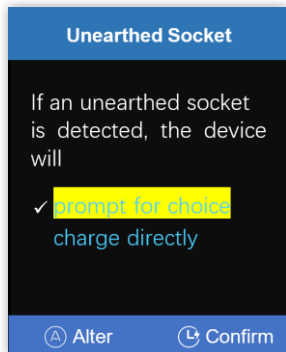 Unearthed Socket
If an unearthed socket
is detected, the device
will
✓ prompt for choice
charge directly
Ⓐ Alter Confirm